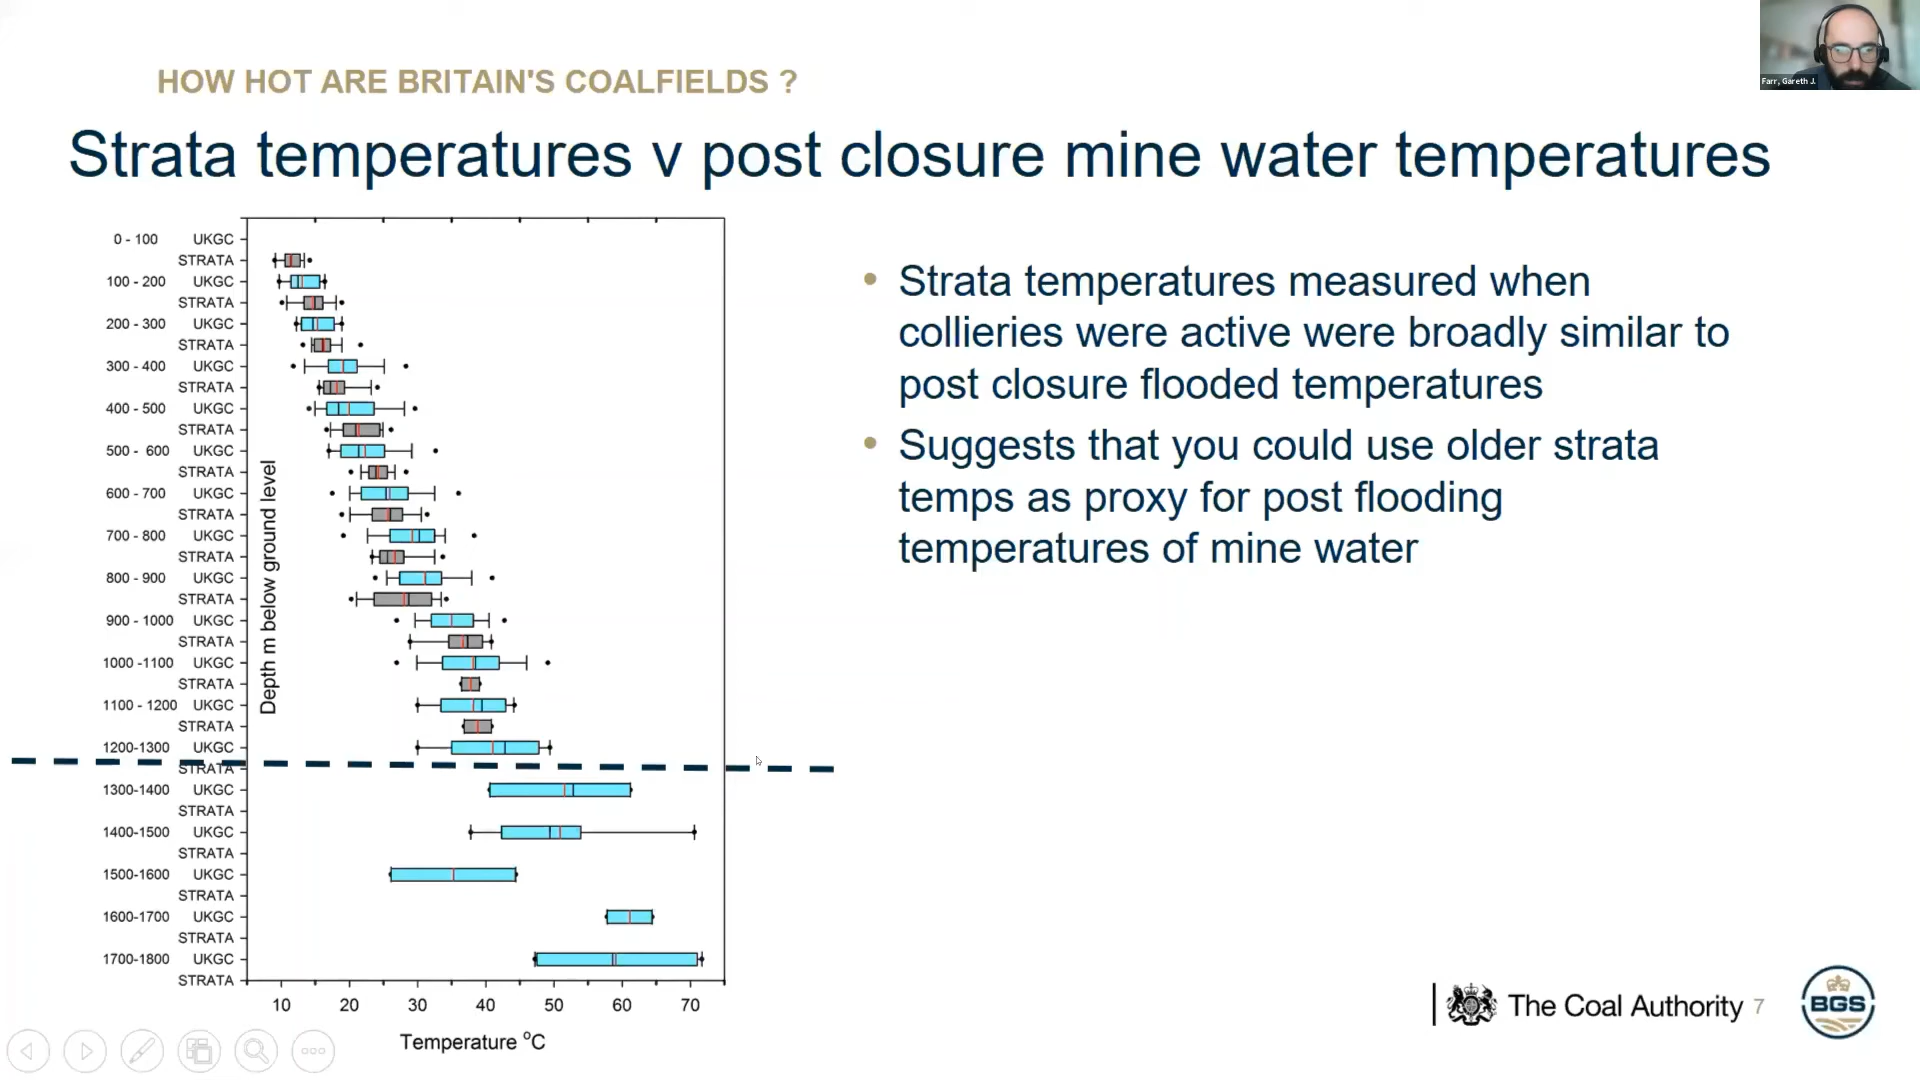 Farr, Gareth J.
HOW HOT ARE BRITAIN'S COALFIELDS ?
Strata temperatures v post closure mine water temperatures
0 - 100 UKGC
STRATA
100 - 200 UKGC
STRATA
200 - 300 UKGC
STRATA
300 - 400 UKGC
STRATA
400 - 500 UKGC
STRATA
500 - 600 UKGC
STRATA
600 - 700 UKGC
STRATA
700 - 800 UKGC
STRATA
800 - 900 UKGC
STRATA
900 - 1000 UKGC
STRATA
1000 -1100 UKGC
STRATA
1100 - 1200 UKGC
STRATA
1200-1300 UKGC
STRATA
1300-1400 UKGC
STRATA
1400-1500 UKGC
STRATA
1500-1600 UKGC
STRATA
1600-1700 UKGC
STRATA
1700-1800 UKGC
STRATA
Depth m below ground level
10 20 30 40 50 60 70
Temperature °C
• Strata temperatures measured when
collieries were active were broadly similar to
post closure flooded temperatures
• Suggests that you could use older strata
temps as proxy for post flooding
temperatures of mine water
The Coal Authority 7
BGS